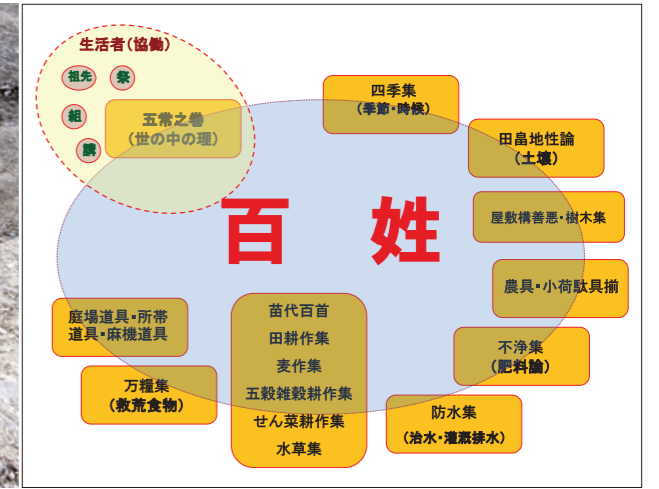 生活者(協働)
祖先
祭
組
講
五常之巻
(世の中の理)
四季集
(季節・時候)
田畠地性論
(土壌)
百 姓
屋敷構善悪・樹木集
農具・小荷駄具揃
不浄集
(肥料論)
防水集
(治水・灌漑排水)
苗代百首
田耕作集
麦作集
五穀雑穀耕作集
せん菜耕作集
水草集
庭場道具・所帯
道具・麻機道具
万糧集
(救荒食物)